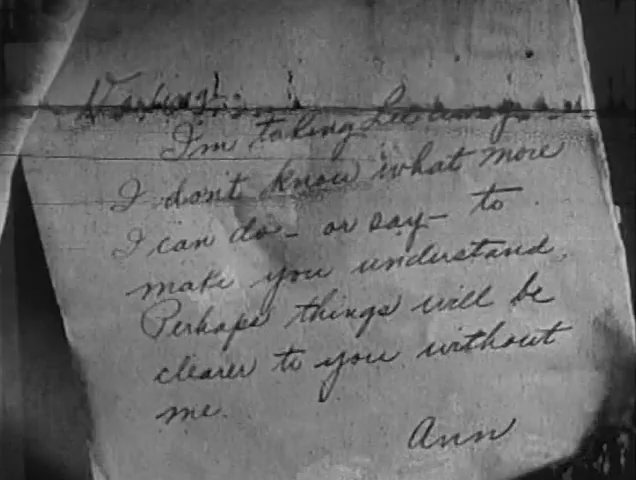 Darling:
I'm taking Lee away -
I don't know what more
I can do - or say - to
make you understand.
Perhaps things will be
clearer to you without
me.
Ann